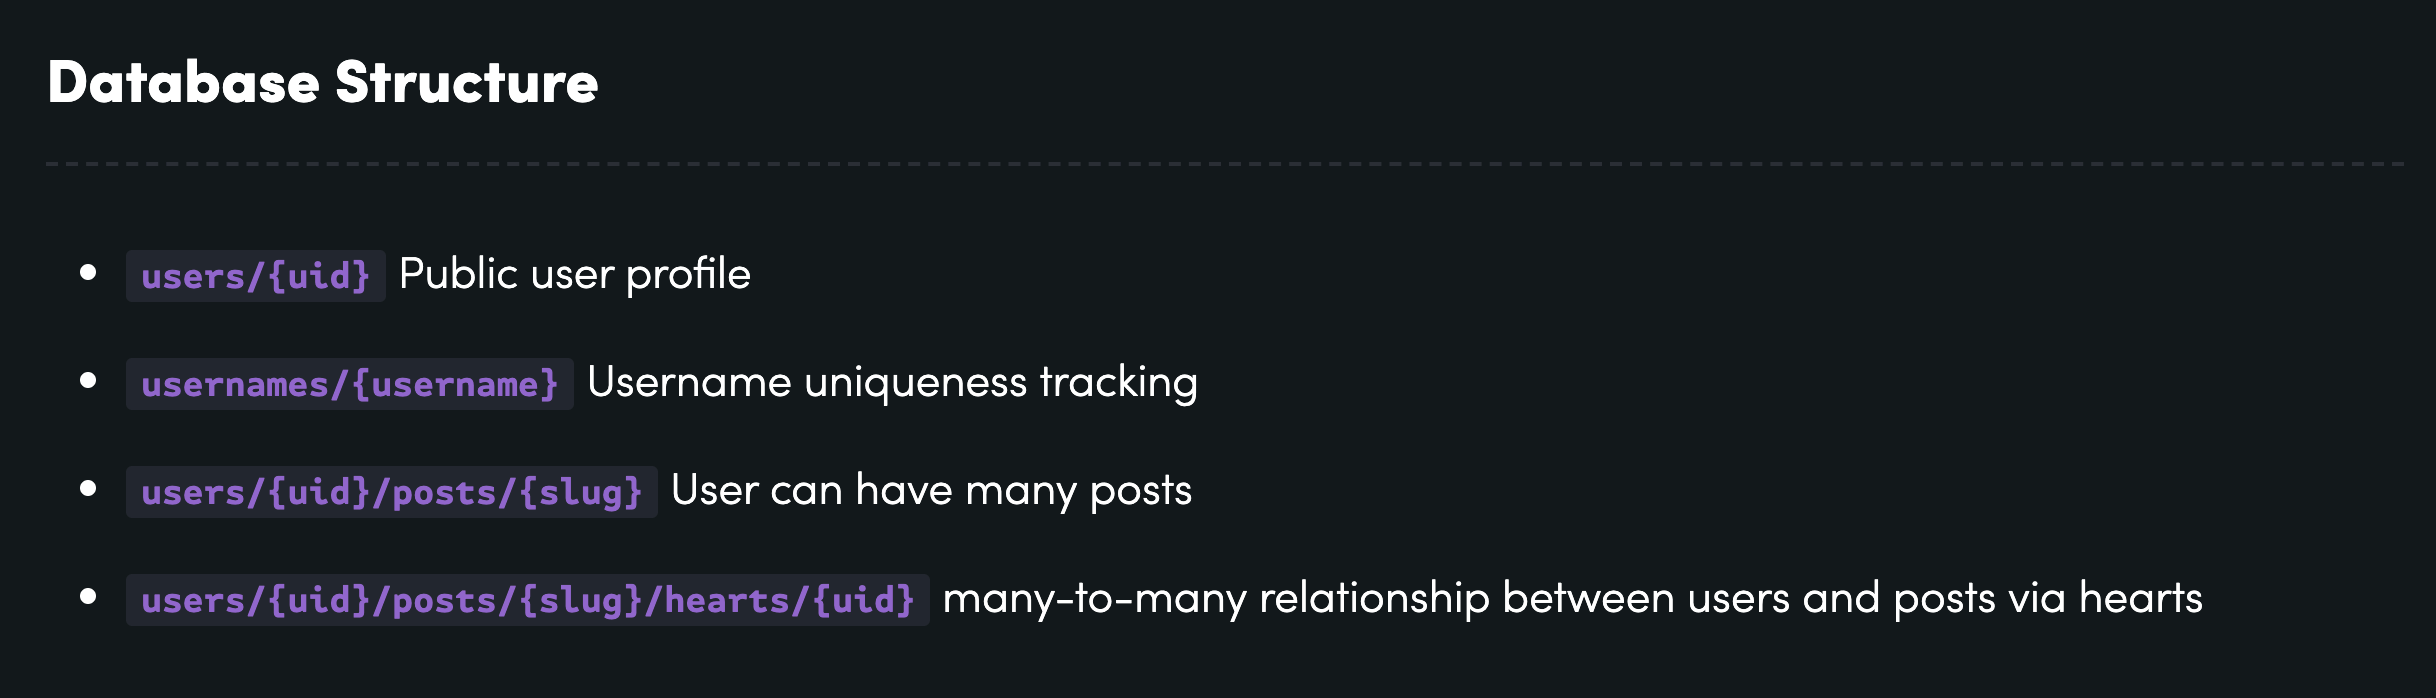 Database Structure
users/{uid} Public user profile
usernames/{username} Username uniqueness tracking
users/{uid}/posts/{slug} User can have many posts
users/{uid}/posts/{slug}/hearts/{uid} many-to-many relationship between users and posts via hearts